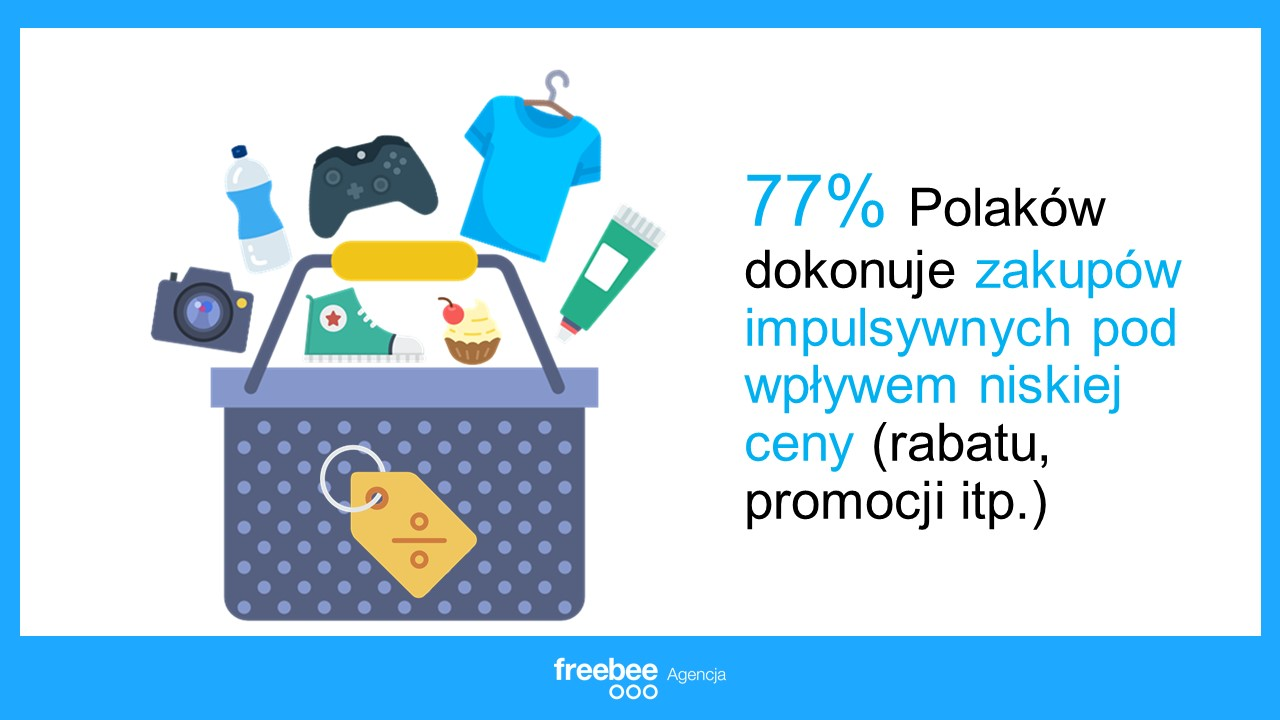 77% Polaków
dokonuje zakupów
impulsywnych pod
wpływem niskiej
ceny (rabatu,
promocji itp.)
freebee Agencja